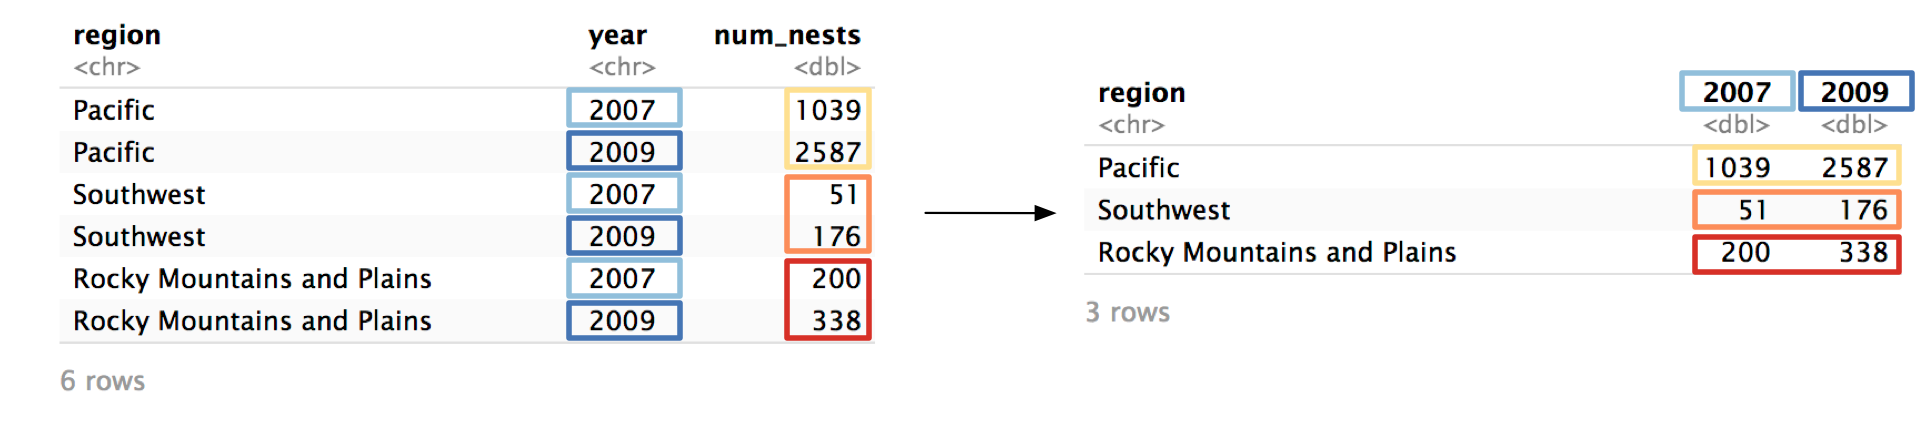 region year num_nests
<chr> <chr> <dbl>
Pacific 2007 1039
Pacific 2009 2587
Southwest 2007 51
Southwest 2009 176
Rocky Mountains and Plains 2007 200
Rocky Mountains and Plains 2009 338
6 rows
region 2007 2009
<chr> <dbl> <dbl>
Pacific 1039 2587
Southwest 51 176
Rocky Mountains and Plains 200 338
3 rows